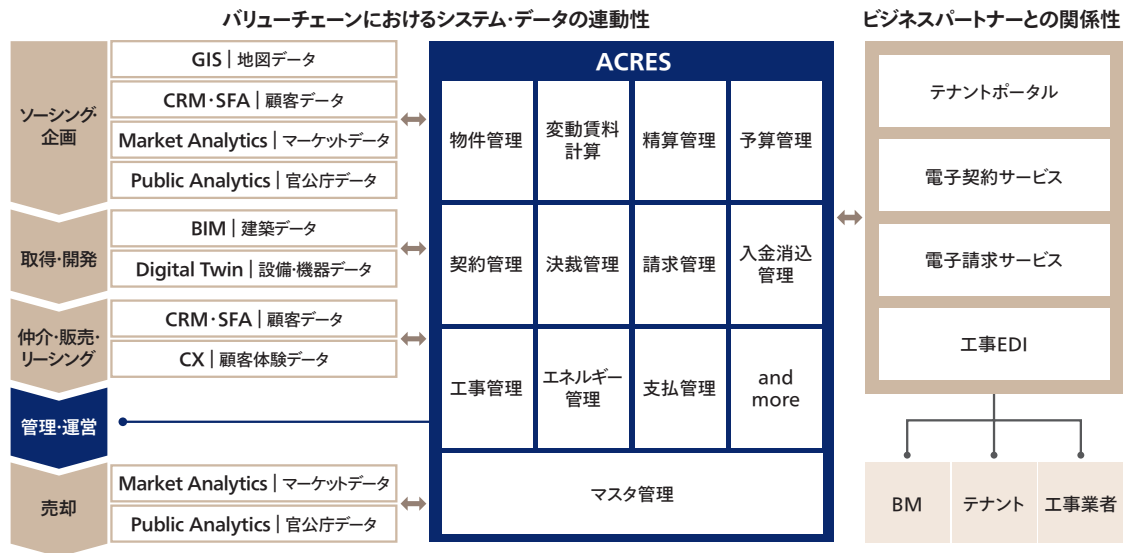 バリューチェーンにおけるシステム・データの連動性
ビジネスパートナーとの関係性
ソーシング・
企画
GIS | 地図データ
CRM・SFA | 顧客データ
Market Analytics | マーケットデータ
Public Analytics | 官公庁データ
取得・開発
BIM | 建築データ
Digital Twin | 設備・機器データ
仲介・販売・
リーシング
CRM・SFA | 顧客データ
CX | 顧客体験データ
管理・運営
売却
Market Analytics | マーケットデータ
Public Analytics | 官公庁データ
ACRES
物件管理
変動賃料
計算
精算管理
予算管理
契約管理
決裁管理
請求管理
入金消込
管理
工事管理
エネルギー
管理
支払管理
and
more
マスタ管理
テナントポータル
電子契約サービス
電子請求サービス
工事EDI
BM
テナント
工事業者